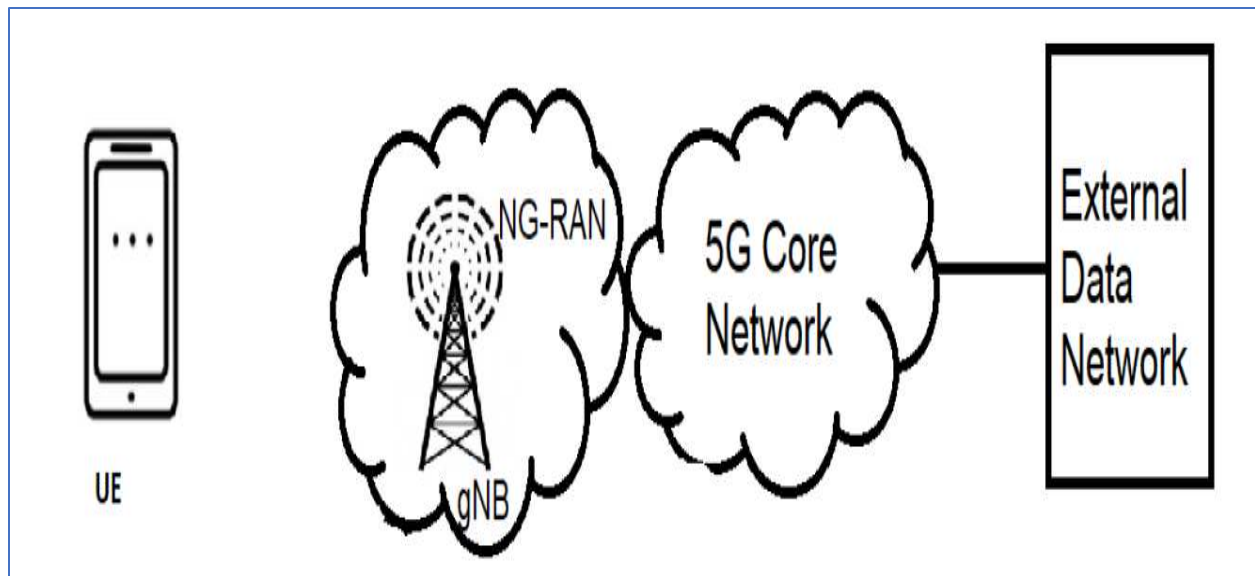 UE
NG-RAN
gNB
5G Core
Network
External
Data
Network